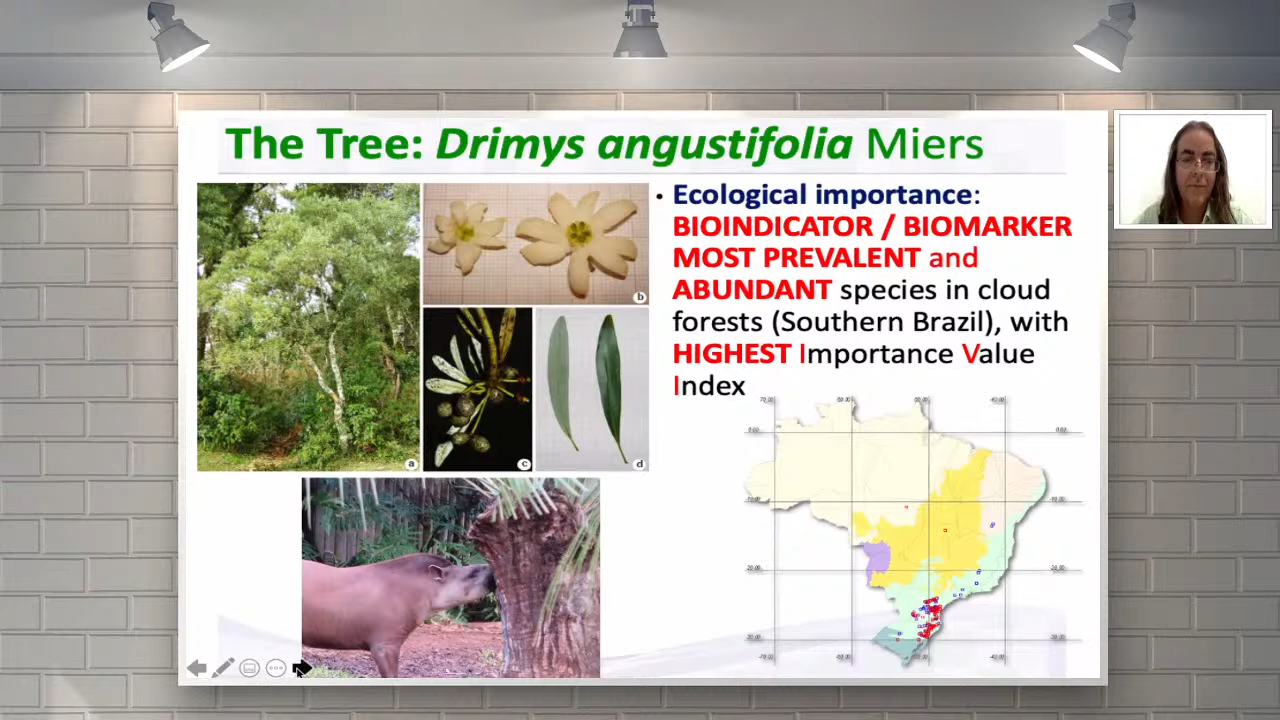 The Tree: Drimys angustifolia Miers
• Ecological importance:
BIOINDICATOR / BIOMARKER
MOST PREVALENT and
ABUNDANT species in cloud
forests (Southern Brazil), with
HIGHEST Importance Value
Index
a
b
c
d